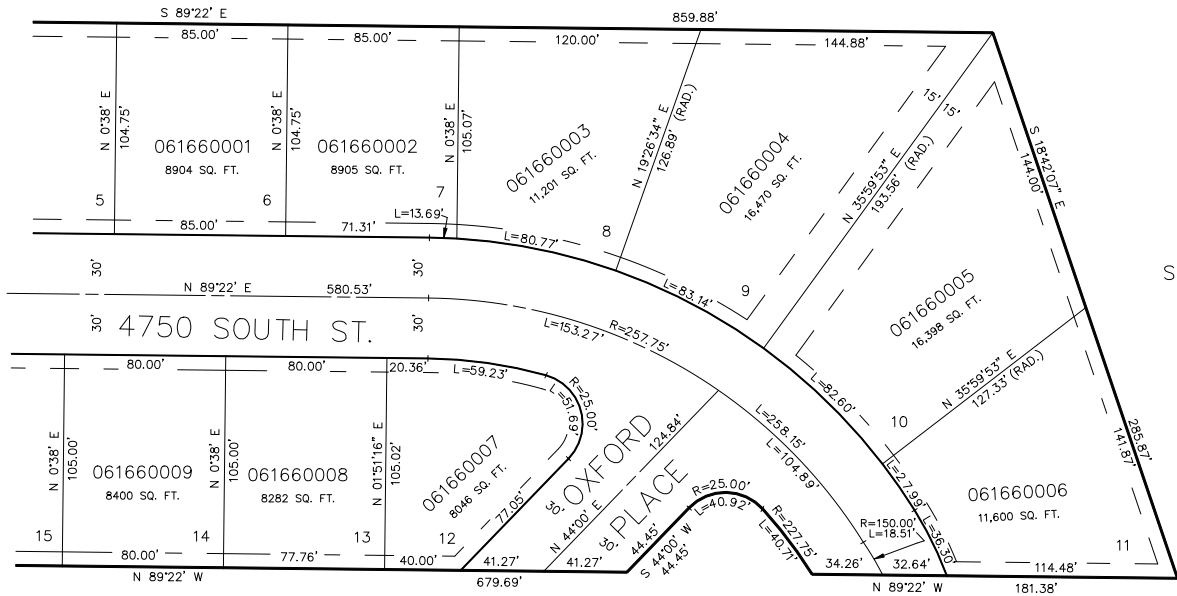 S 89°22' E
859.88'
85.00'
85.00'
120.00'
144.88'
N 0°38' E
104.75'
N 0°38' E
104.75'
N 0°38' E
105.07'
N 19°26'34" E
126.89' (RAD.)
15' 15'
N 35°59'53" E
193.56' (RAD.)
S 18°42'07" E
144.00'
061660001
8904 SQ. FT.
061660002
8905 SQ. FT.
061660003
11,201 SQ. FT.
061660004
16,470 SQ. FT.
061660005
16,398 SQ. FT.
5
6
7
8
9
S
L=13.69'
85.00'
71.31'
L=80.77'
L=83.14'
30'
30'
N 89°22' E
580.53'
30'
30'
4750 SOUTH ST.
L=153.27'
R=257.75'
N 35°59'53" E
127.33' (RAD.)
80.00'
80.00'
20.36'
L=59.23'
R=25.00'
L=51.69'
L=82.60'
10
L=258.15'
L=104.89'
285.87'
141.87'
N 0°38' E
105.00'
N 0°38' E
105.00'
N 01°51'16" E
105.02'
061660009
8400 SQ. FT.
061660008
8282 SQ. FT.
061660007
8046 SQ. FT.
77.05'
OXFORD
PLACE
30'
30'
N 44°00' E
124.84'
R=25.00'
L=40.92'
R=227.75'
L=40.71'
L=27.99'
L=36.30'
061660006
11,600 SQ. FT.
R=150.00'
L=18.51'
15
14
13
12
11
44.45'
S 44°00' W
44.45'
80.00'
77.76'
40.00'
41.27'
41.27'
34.26'
32.64'
114.48'
N 89°22' W
679.69'
N 89°22' W
181.38'